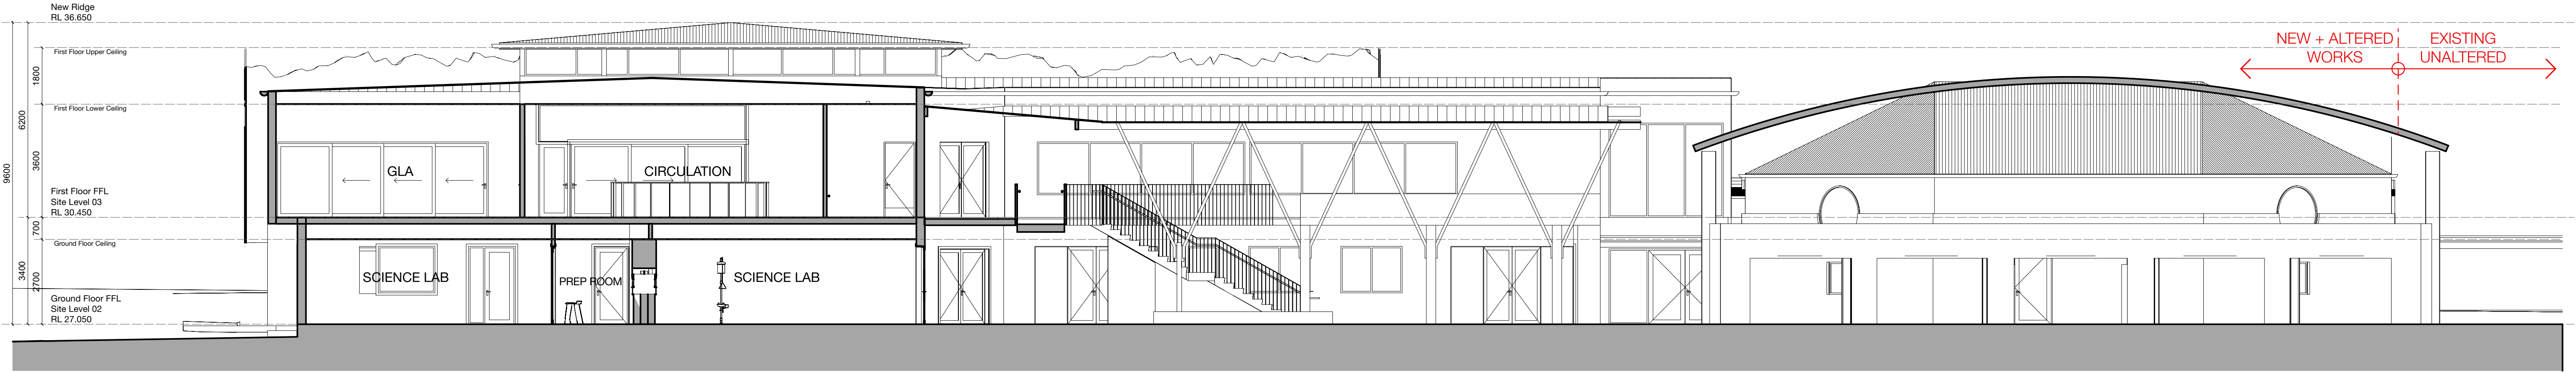 New Ridge
RL 36.650
First Floor Upper Ceiling
1800
First Floor Lower Ceiling
6200
9600
3600
First Floor FFL
Site Level 03
RL 30.450
700
Ground Floor Ceiling
3400
2700
Ground Floor FFL
Site Level 02
RL 27.050
GLA
CIRCULATION
SCIENCE LAB
PREP ROOM
SCIENCE LAB
NEW + ALTERED
WORKS
EXISTING
UNALTERED